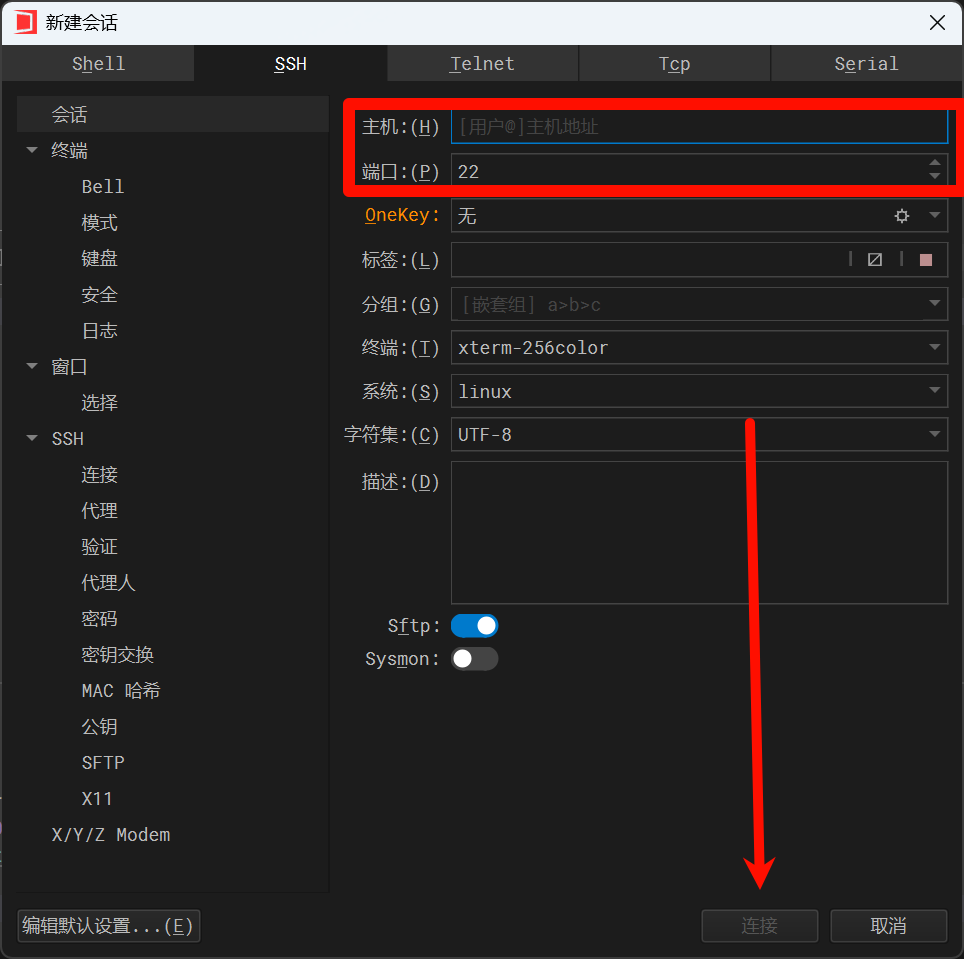 新建会话
Shell SSH Telnet Tcp Serial
会话
终端
Bell
模式
键盘
安全
日志
窗口
选择
SSH
连接
代理
验证
代理人
密码
密钥交换
MAC 哈希
公钥
SFTP
X11
X/Y/Z Modem
主机:(H) [用户@]主机地址
端口:(P) 22
OneKey: 无
标签:(L)
分组:(G) [嵌套组] a>b>c
终端:(T) xterm-256color
系统:(S) linux
字符集:(C) UTF-8
描述:(D)
Sftp:
Sysmon:
编辑默认设置...(E) 连接 取消